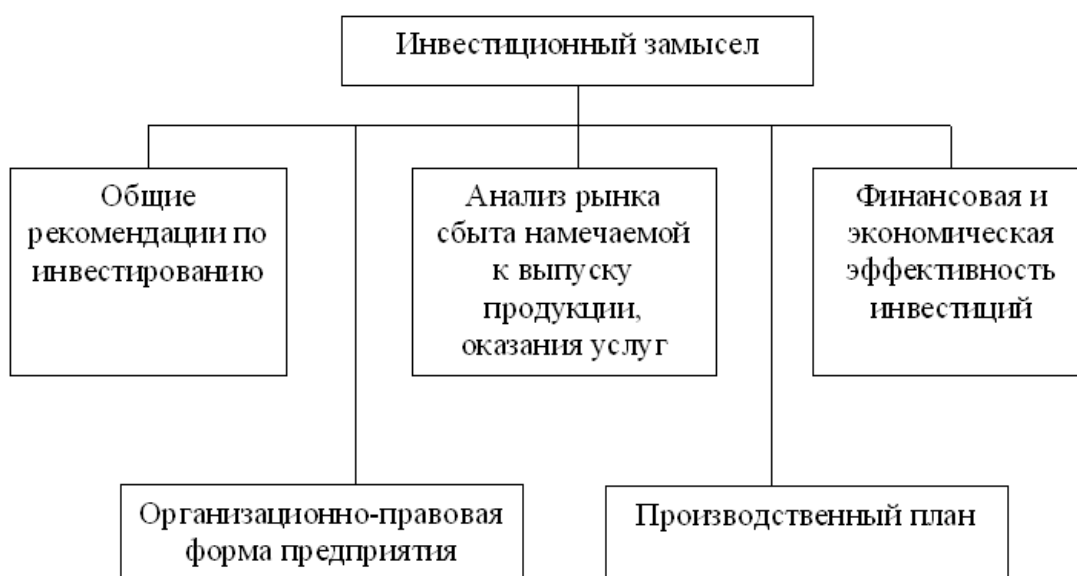 Инвестиционный замысел
Общие
рекомендации по
инвестированию
Анализ рынка
сбыта намечаемой
к выпуску
продукции,
оказания услуг
Финансовая и
экономическая
эффективность
инвестиций
Организационно-правовая
форма предприятия
Производственный план